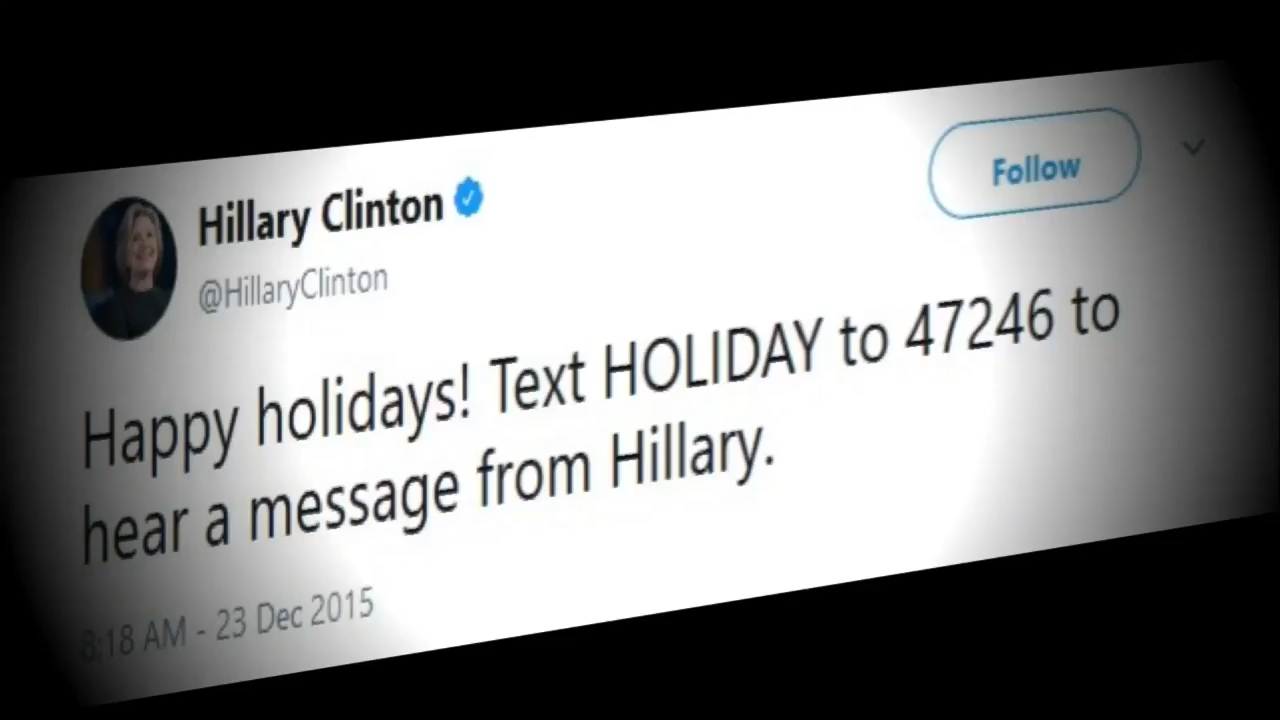 Hillary Clinton
@HillaryClinton
Follow
Happy holidays! Text HOLIDAY to 47246 to
hear a message from Hillary.
8:18 AM - 23 Dec 2015